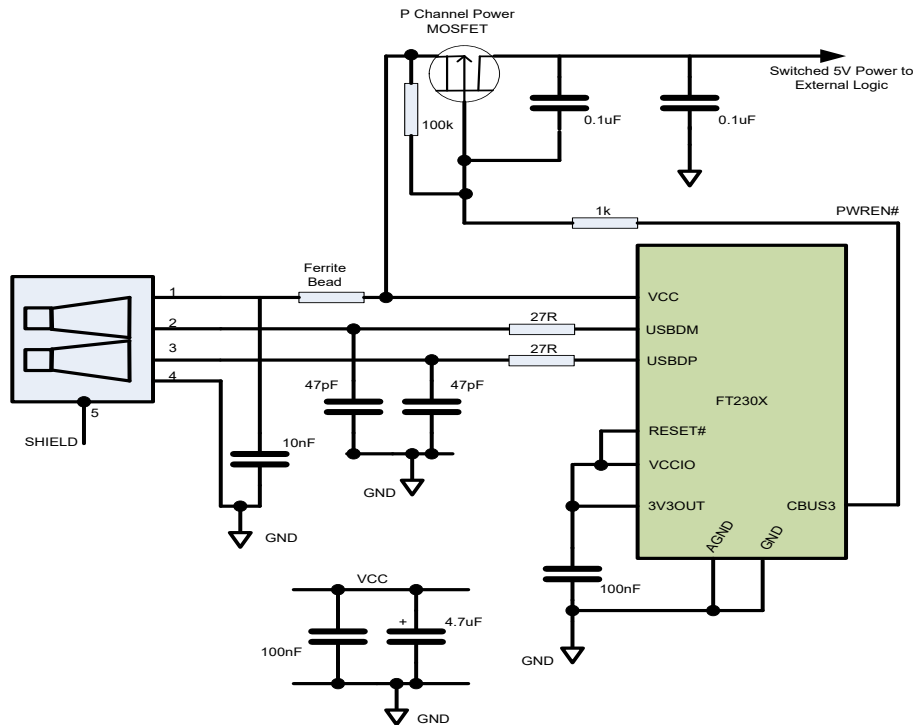 P Channel Power
MOSFET
Switched 5V Power to
External Logic
0.1uF
0.1uF
100k
1k
PWREN#
Ferrite
Bead
1
VCC
2
27R
USBDM
3
27R
USBDP
4
47pF
47pF
FT230X
5
SHIELD
10nF
RESET#
VCCIO
GND
3V3OUT
CBUS3
GND
AGND
GND
100nF
VCC
+
4.7uF
100nF
GND
GND